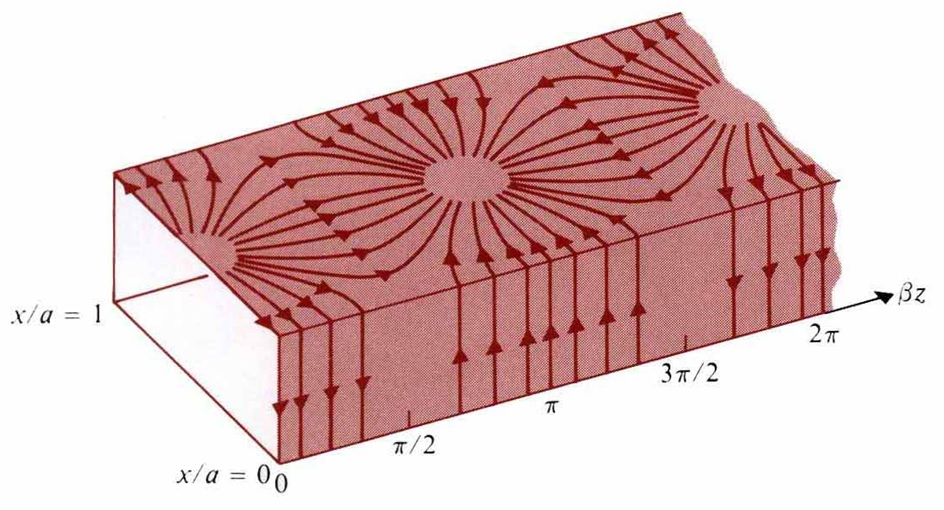 x/a = 1
βz
2π
3π/2
π
π/2
x/a = 0
0